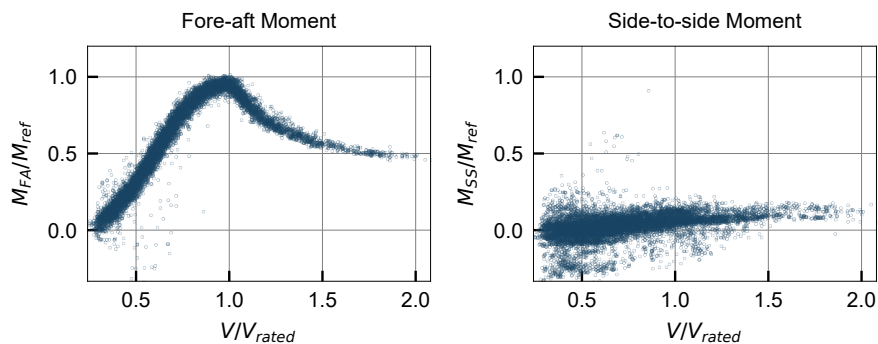 Fore-aft Moment
M_FA/M_ref
1.0
0.5
0.0
0.5 1.0 1.5 2.0
V/V_rated
Side-to-side Moment
M_SS/M_ref
1.0
0.5
0.0
0.5 1.0 1.5 2.0
V/V_rated